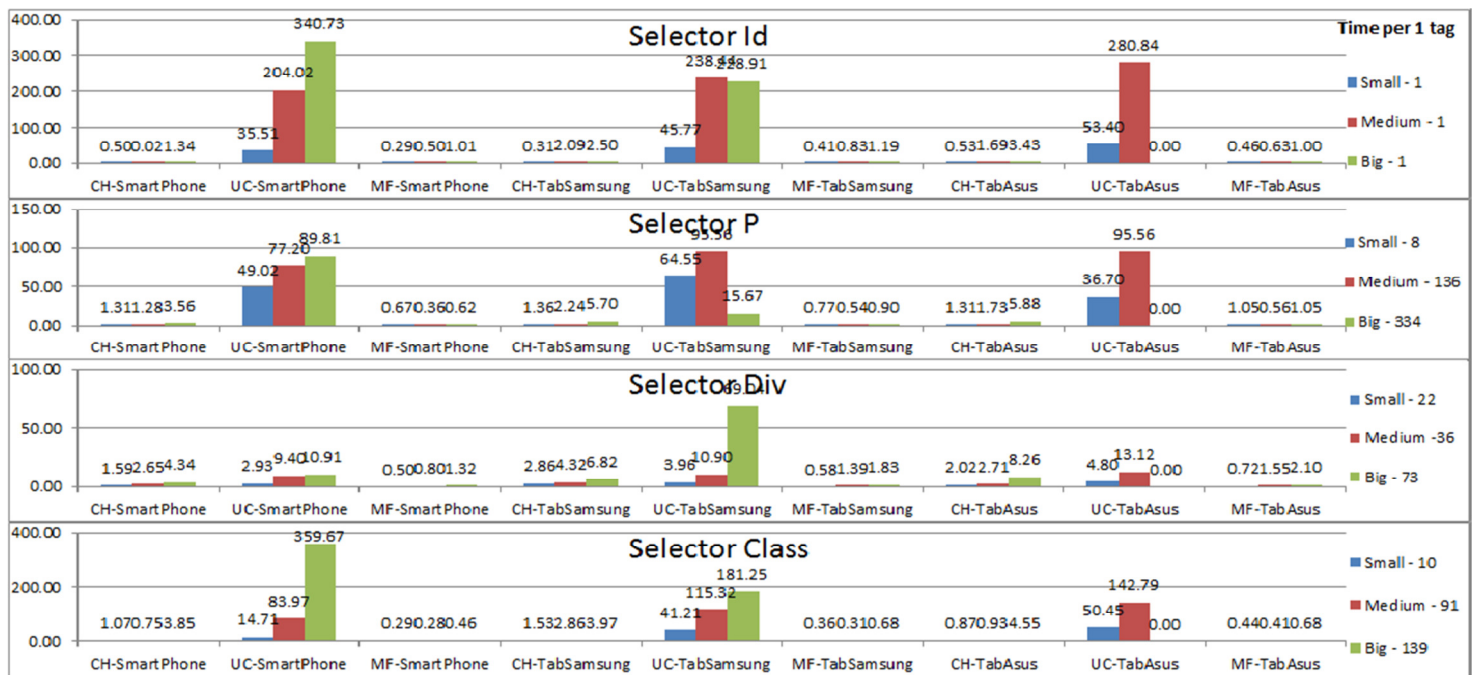 Selector Id
Time per 1 tag
400.00
300.00
200.00
100.00
0.00
0.50 0.02 1.34
35.51 204.02 340.73
0.29 0.50 1.01
0.31 2.09 2.50
45.77 238.44 228.91
0.41 0.83 1.19
0.53 1.69 3.43
53.40 280.84 0.00
0.46 0.63 1.00
CH-SmartPhone UC-SmartPhone MF-SmartPhone CH-TabSamsung UC-TabSamsung MF-TabSamsung CH-TabAsus UC-TabAsus MF-TabAsus
Small - 1
Medium - 1
Big - 1
Selector P
150.00
100.00
50.00
0.00
1.31 1.28 3.56
49.02 77.20 89.81
0.67 0.36 0.62
1.36 2.24 5.70
64.55 95.56 15.67
0.77 0.54 0.90
1.31 1.73 5.88
36.70 95.56 0.00
1.05 0.56 1.05
CH-SmartPhone UC-SmartPhone MF-SmartPhone CH-TabSamsung UC-TabSamsung MF-TabSamsung CH-TabAsus UC-TabAsus MF-TabAsus
Small - 8
Medium - 136
Big - 334
Selector Div
100.00
50.00
0.00
1.59 2.65 4.34
2.93 9.40 10.91
0.50 0.80 1.32
2.86 4.32 6.82
3.96 10.90
0.58 1.39 1.83
2.02 2.71 8.26
4.80 13.12 0.00
0.72 1.55 2.10
CH-SmartPhone UC-SmartPhone MF-SmartPhone CH-TabSamsung UC-TabSamsung MF-TabSamsung CH-TabAsus UC-TabAsus MF-TabAsus
Small - 22
Medium -36
Big - 73
Selector Class
400.00
200.00
0.00
1.07 0.75 3.85
14.71 83.97 359.67
0.29 0.28 0.46
1.53 2.86 3.97
41.21 115.32 181.25
0.36 0.31 0.68
0.87 0.93 4.55
50.45 142.79 0.00
0.44 0.41 0.68
CH-SmartPhone UC-SmartPhone MF-SmartPhone CH-TabSamsung UC-TabSamsung MF-TabSamsung CH-TabAsus UC-TabAsus MF-TabAsus
Small - 10
Medium - 91
Big - 139